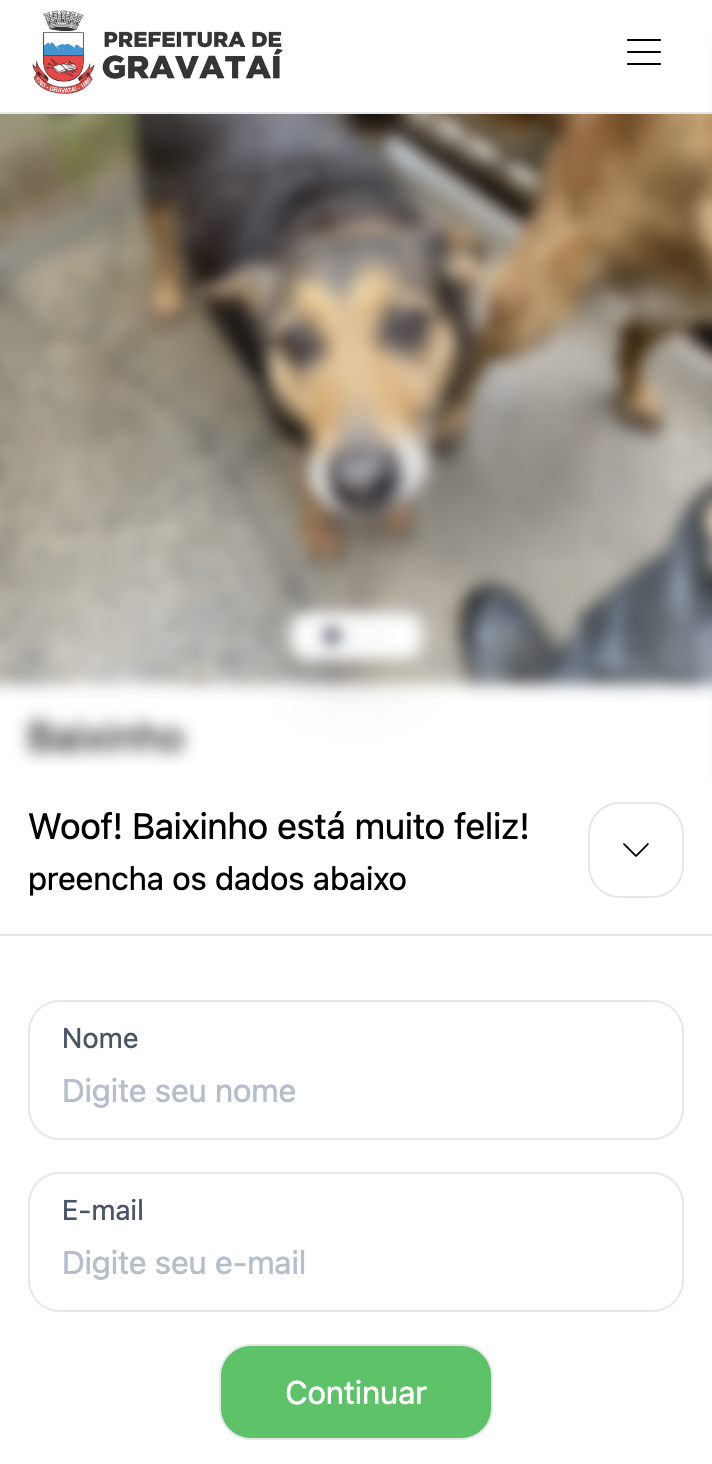 PREFEITURA DE
GRAVATAÍ
Baixinho
Woof! Baixinho está muito feliz!
preencha os dados abaixo
Nome
Digite seu nome
E-mail
Digite seu e-mail
Continuar